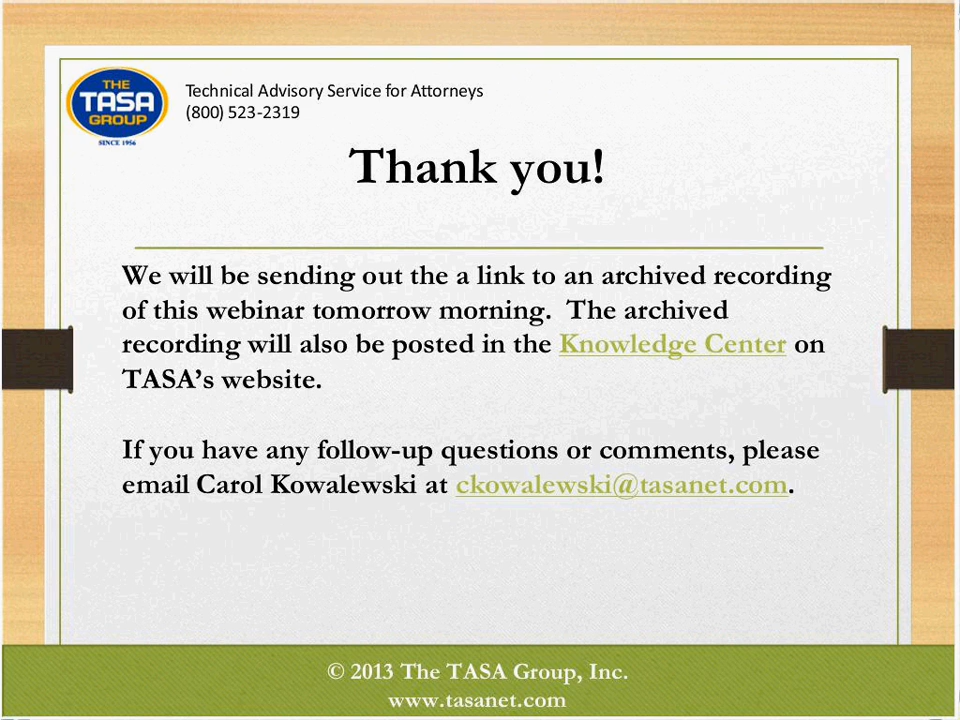 THE
TASA
GROUP
SINCE 1956
Technical Advisory Service for Attorneys
(800) 523-2319
Thank you!
We will be sending out the a link to an archived recording
of this webinar tomorrow morning. The archived
recording will also be posted in the Knowledge Center on
TASA's website.
If you have any follow-up questions or comments, please
email Carol Kowalewski at ckowalewski@tasanet.com.
© 2013 The TASA Group, Inc.
www.tasanet.com